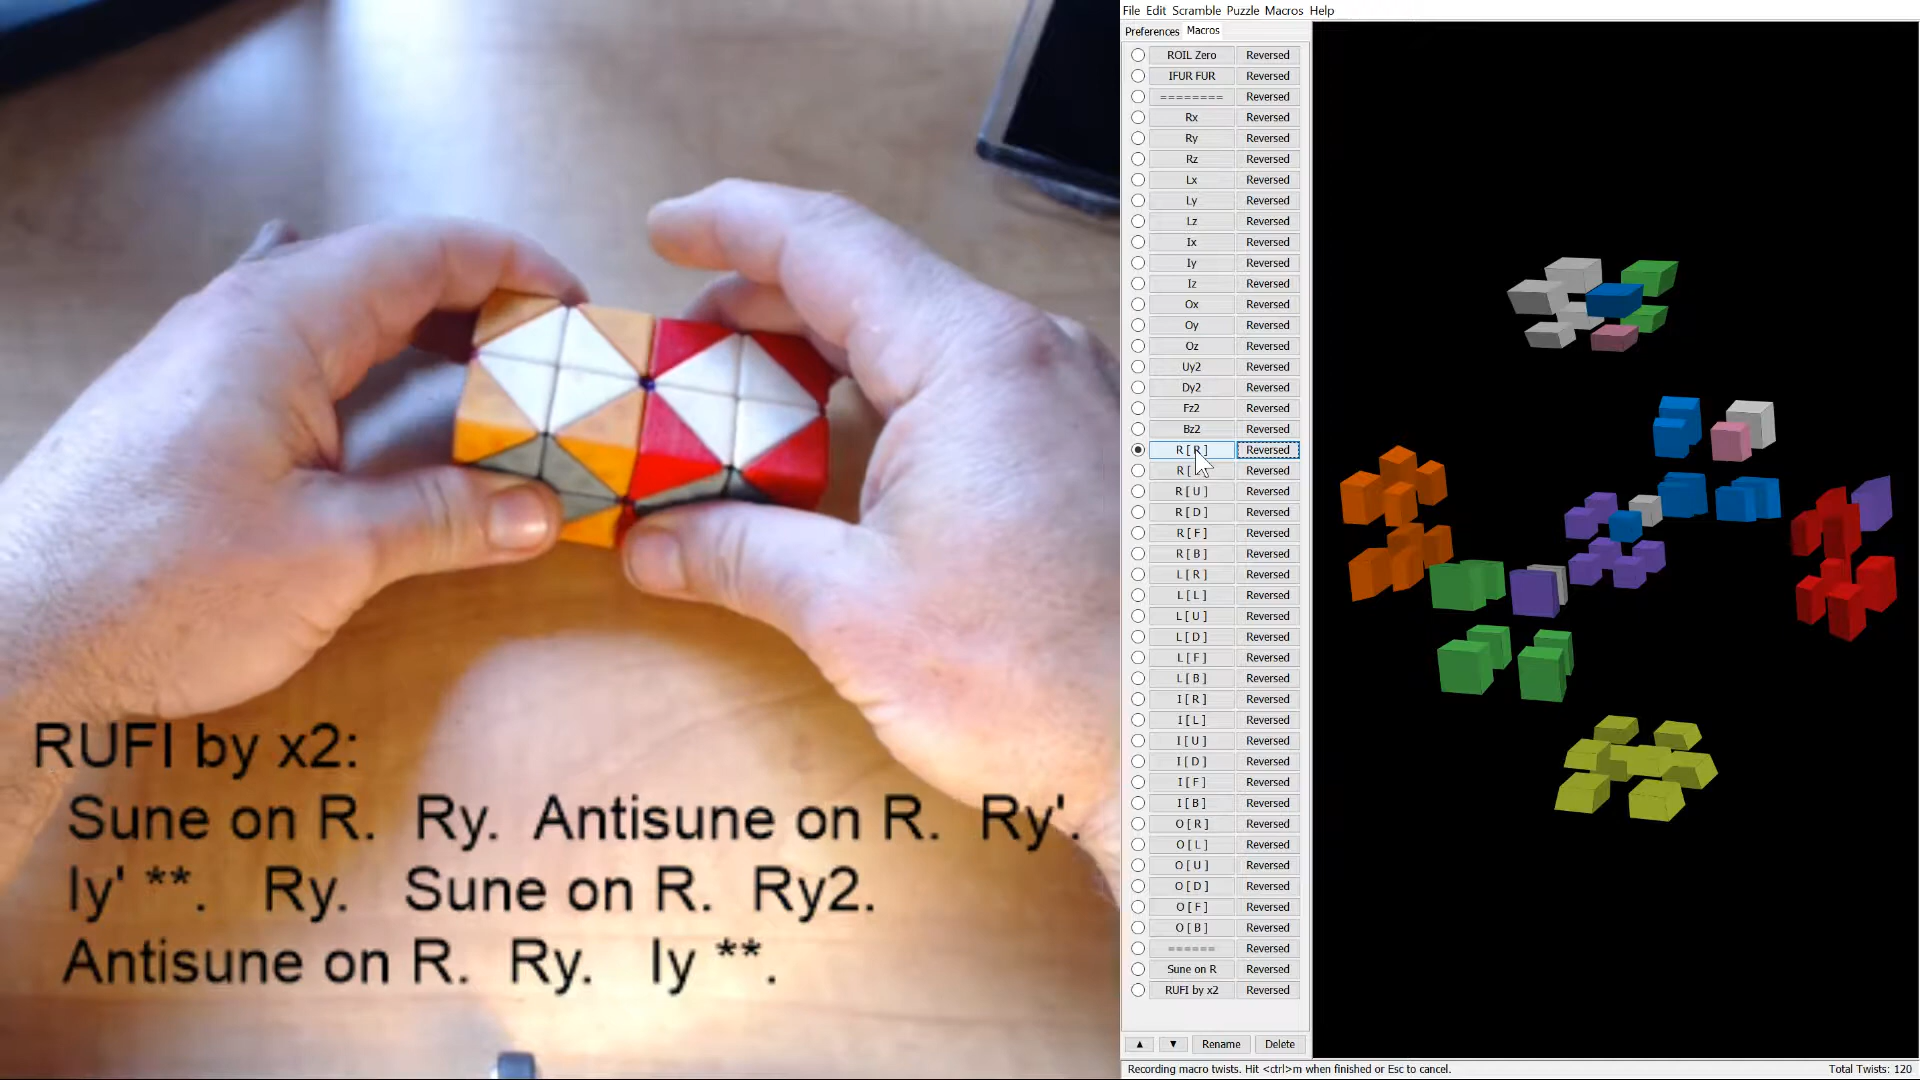 RUFI by x2:
Sune on R. Ry. Antisune on R. Ry'.
Iy' **. Ry. Sune on R. Ry2.
Antisune on R. Ry. Iy **.
File Edit Scramble Puzzle Macros Help
Preferences Macros
ROIL Zero Reversed
IFUR FUR Reversed
======== Reversed
Rx Reversed
Ry Reversed
Rz Reversed
Lx Reversed
Ly Reversed
Lz Reversed
Ix Reversed
Iy Reversed
Iz Reversed
Ox Reversed
Oy Reversed
Oz Reversed
Uy2 Reversed
Dy2 Reversed
Fz2 Reversed
Bz2 Reversed
R [ R ] Reversed
R [ Reversed
R [ U ] Reversed
R [ D ] Reversed
R [ F ] Reversed
R [ B ] Reversed
L [ R ] Reversed
L [ L ] Reversed
L [ U ] Reversed
L [ D ] Reversed
L [ F ] Reversed
L [ B ] Reversed
I [ R ] Reversed
I [ L ] Reversed
I [ U ] Reversed
I [ D ] Reversed
I [ F ] Reversed
I [ B ] Reversed
O [ R ] Reversed
O [ L ] Reversed
O [ U ] Reversed
O [ D ] Reversed
O [ F ] Reversed
O [ B ] Reversed
====== Reversed
Sune on R Reversed
RUFI by x2 Reversed
▲ ▼ Rename Delete
Recording macro twists. Hit <ctrl>m when finished or Esc to cancel. Total Twists: 120